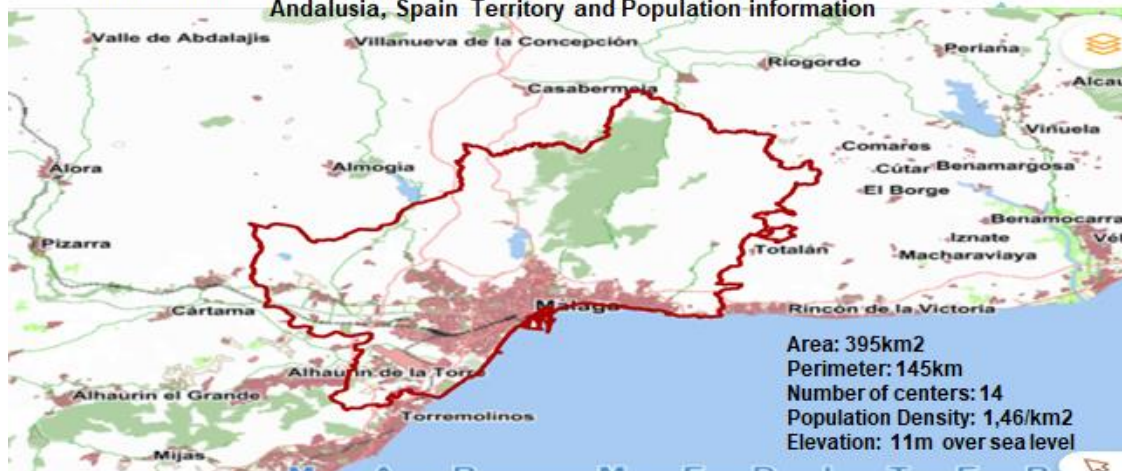 Andalusia, Spain Territory and Population information
Valle de Abdalajis
Villanueva de la Concepción
Periana
Riogordo
Alcau
Casabermeja
Viñuela
Comares
Álora
Almogia
Cútar
Benamargosa
El Borge
Benamocarra
Pizarra
Totalán
Iznate
Vél
Macharaviaya
Málaga
Cártama
Rincón de la Victoria
Alhaurín de la Torre
Alhaurín el Grande
Torremolinos
Mijas
Area: 395km2
Perimeter: 145km
Number of centers: 14
Population Density: 1,46/km2
Elevation: 11m over sea level